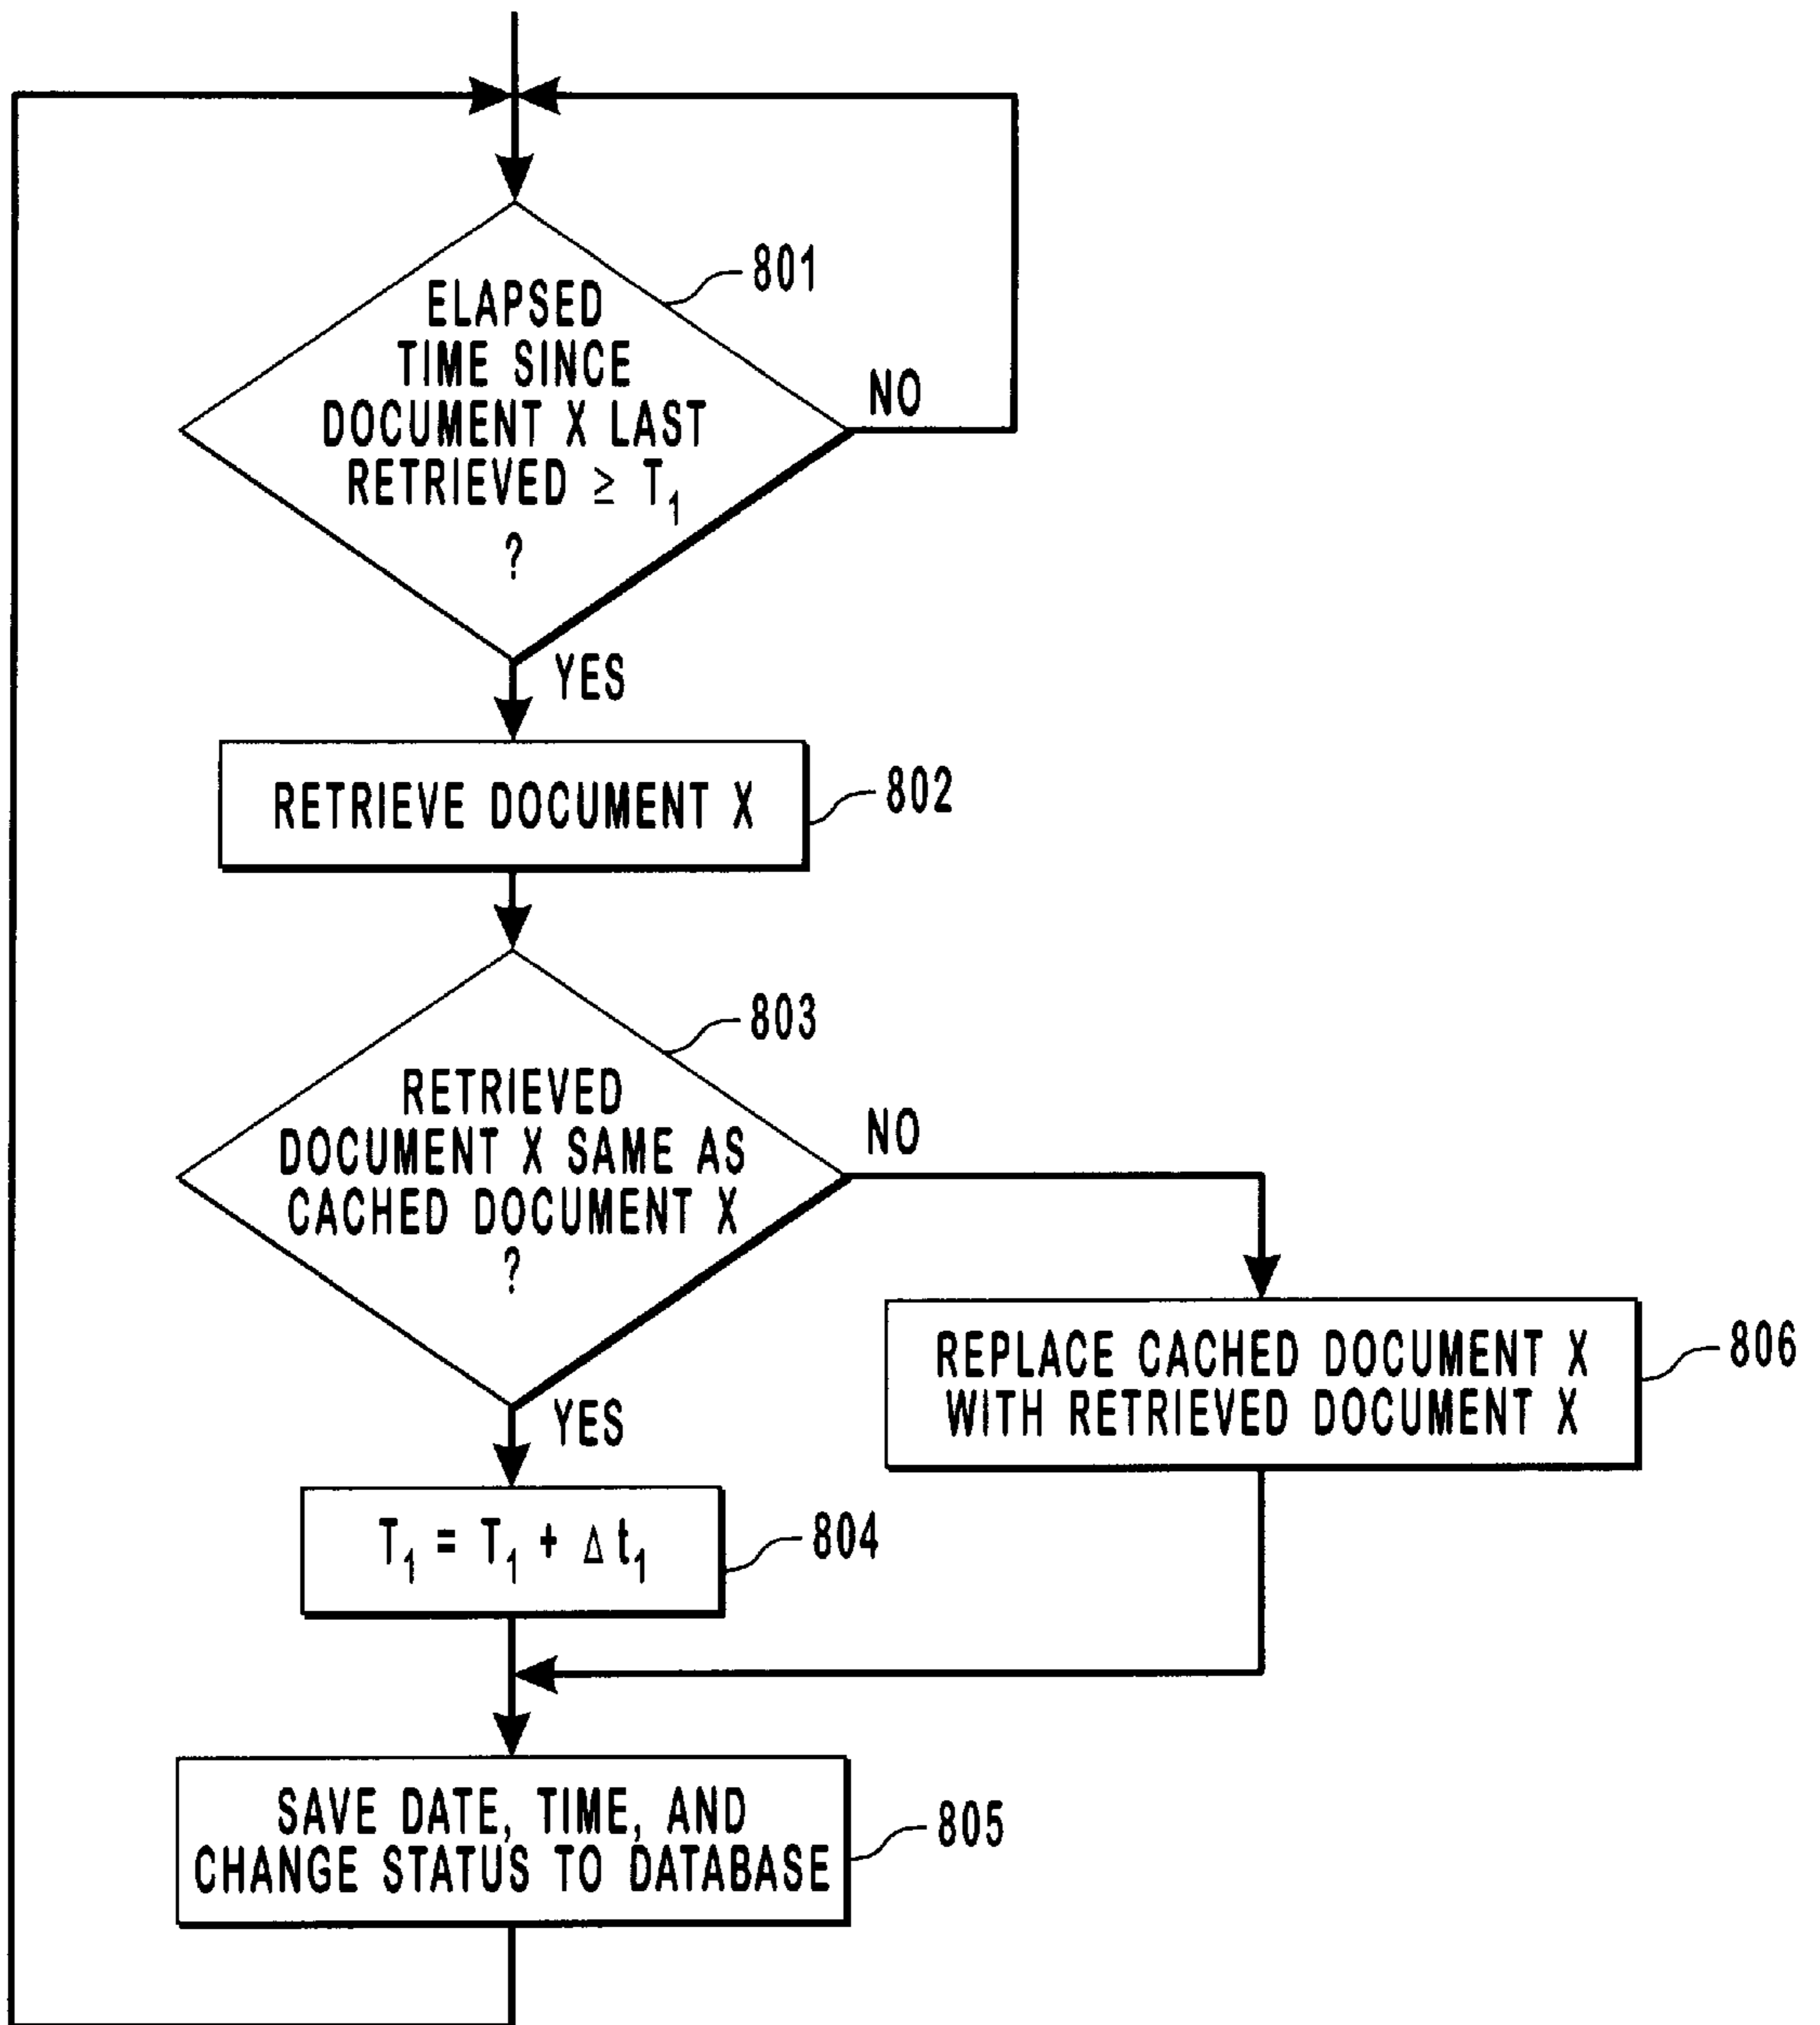 801
ELAPSED
TIME SINCE
DOCUMENT X LAST
RETRIEVED ≥ T₁
?
NO
YES
RETRIEVE DOCUMENT X
802
803
RETRIEVED
DOCUMENT X SAME AS
CACHED DOCUMENT X
?
NO
YES
REPLACE CACHED DOCUMENT X
WITH RETRIEVED DOCUMENT X
806
T₁ = T₁ + Δ t₁
804
SAVE DATE, TIME, AND
CHANGE STATUS TO DATABASE
805